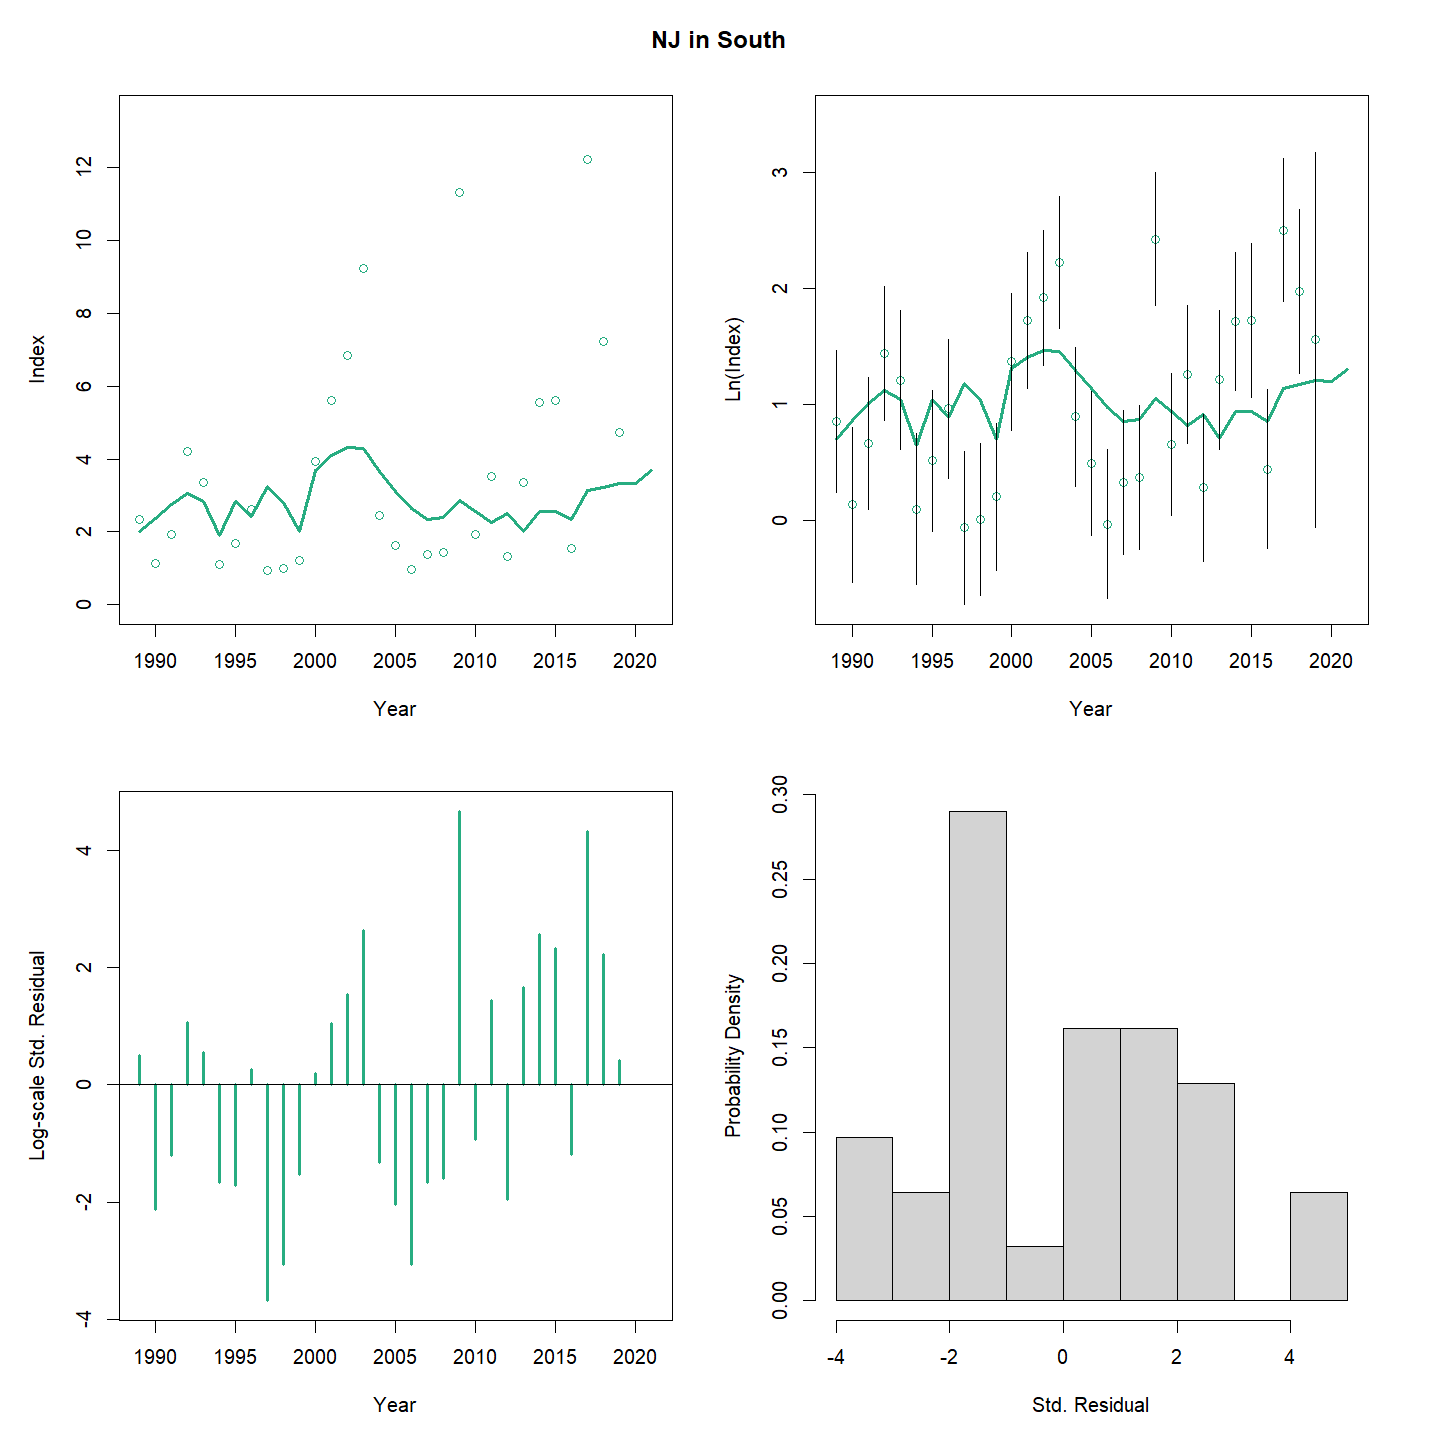 NJ in South
Index
0 2 4 6 8 10 12
1990 1995 2000 2005 2010 2015 2020
Year
Ln(Index)
0 1 2 3
1990 1995 2000 2005 2010 2015 2020
Year
Log-scale Std. Residual
-4 -2 0 2 4
1990 1995 2000 2005 2010 2015 2020
Year
Probability Density
0.00 0.05 0.10 0.15 0.20 0.25 0.30
-4 -2 0 2 4
Std. Residual